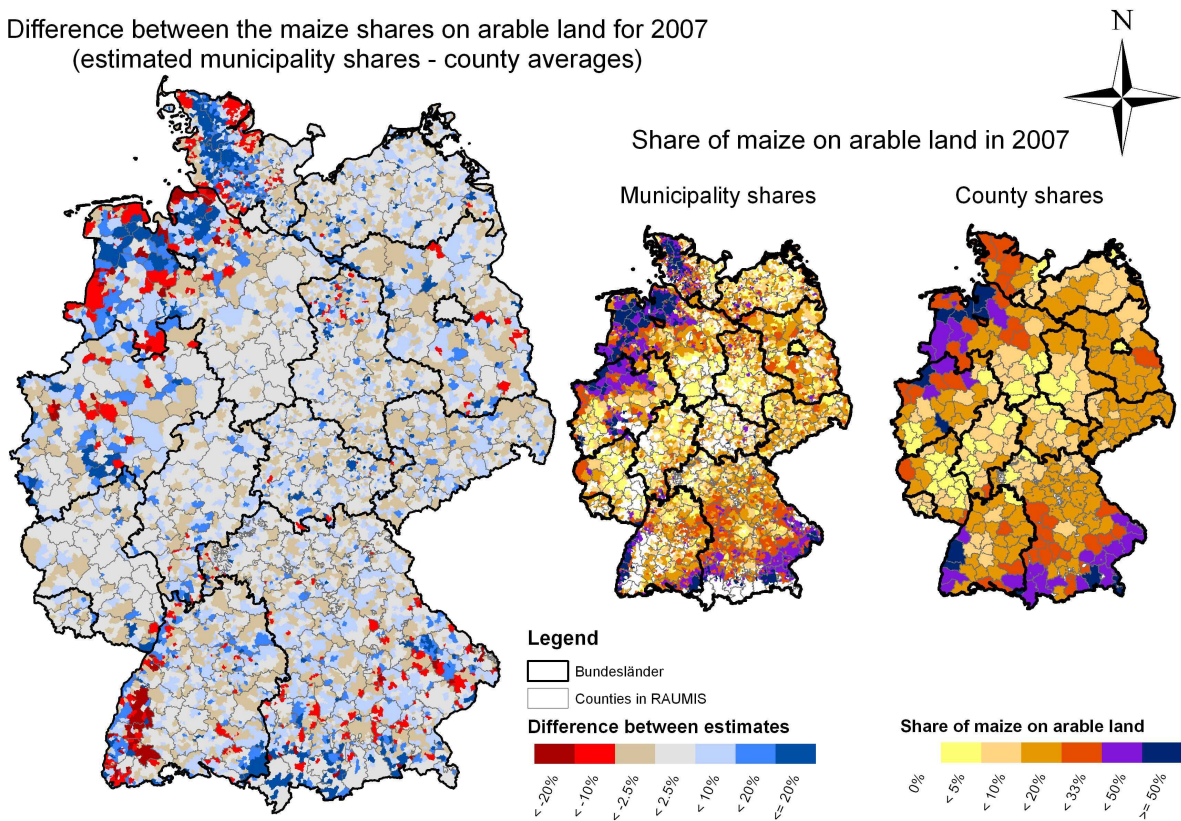 Difference between the maize shares on arable land for 2007
(estimated municipality shares - county averages)
N
Share of maize on arable land in 2007
Municipality shares
County shares
Legend
Bundesländer
Counties in RAUMIS
Difference between estimates
< -20%
< -10%
< -2.5%
< 2.5%
< 10%
< 20%
<= 20%
Share of maize on arable land
0%
< 5%
< 10%
< 20%
< 33%
< 50%
>= 50%